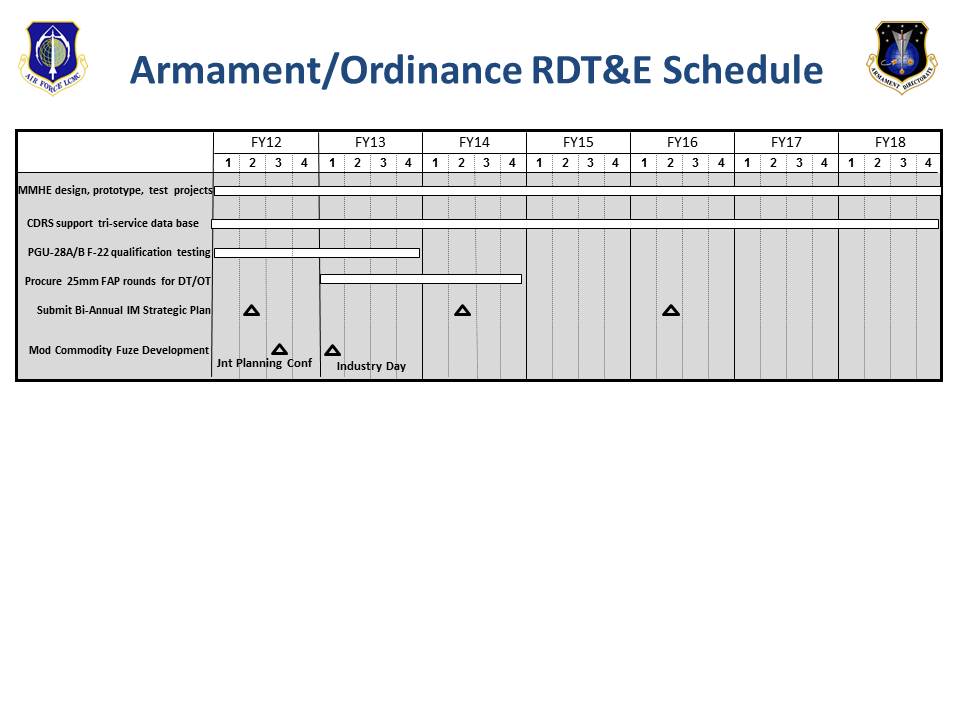 AIR FORCE LCMC
Armament/Ordinance RDT&E Schedule
ARMAMENT DIRECTORATE
FY12 FY13 FY14 FY15 FY16 FY17 FY18
1 2 3 4 1 2 3 4 1 2 3 4 1 2 3 4 1 2 3 4 1 2 3 4 1 2 3 4
MMHE design, prototype, test projects
CDRS support tri-service data base
PGU-28A/B F-22 qualification testing
Procure 25mm FAP rounds for DT/OT
Submit Bi-Annual IM Strategic Plan
Mod Commodity Fuze Development
Jnt Planning Conf
Industry Day